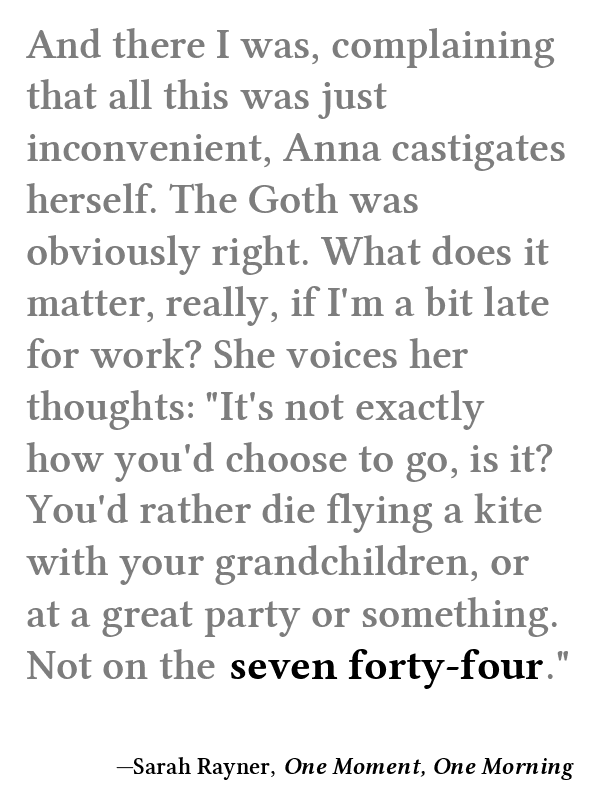 And there I was, complaining
that all this was just
inconvenient, Anna castigates
herself. The Goth was
obviously right. What does it
matter, really, if I'm a bit late
for work? She voices her
thoughts: "It's not exactly
how you'd choose to go, is it?
You'd rather die flying a kite
with your grandchildren, or
at a great party or something.
Not on the seven forty-four."
—Sarah Rayner, One Moment, One Morning